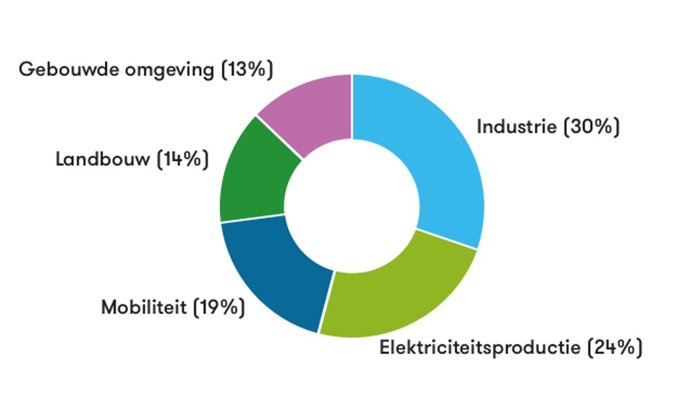 Gebouwde omgeving (13%)
Industrie (30%)
Landbouw (14%)
Mobiliteit (19%)
Elektriciteitsproductie (24%)